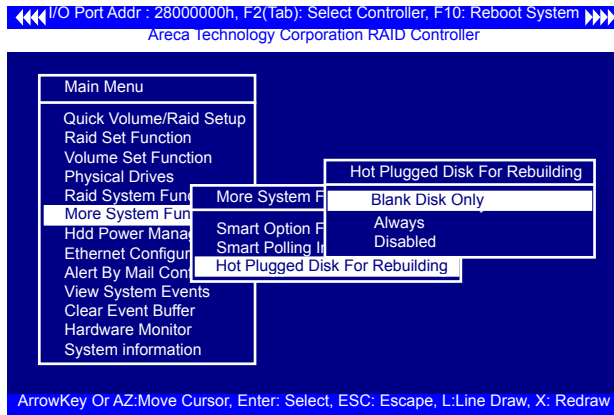 I/O Port Addr : 28000000h, F2(Tab): Select Controller, F10: Reboot System
Areca Technology Corporation RAID Controller
Main Menu
Quick Volume/Raid Setup
Raid Set Function
Volume Set Function
Physical Drives
Raid System Func
More System Fun
Hdd Power Mana
Ethernet Configur
Alert By Mail Con
View System Events
Clear Event Buffer
Hardware Monitor
System information
More System F
Smart Option F
Smart Polling In
Hot Plugged Disk For Rebuilding
Hot Plugged Disk For Rebuilding
Blank Disk Only
Always
Disabled
ArrowKey Or AZ:Move Cursor, Enter: Select, ESC: Escape, L:Line Draw, X: Redraw